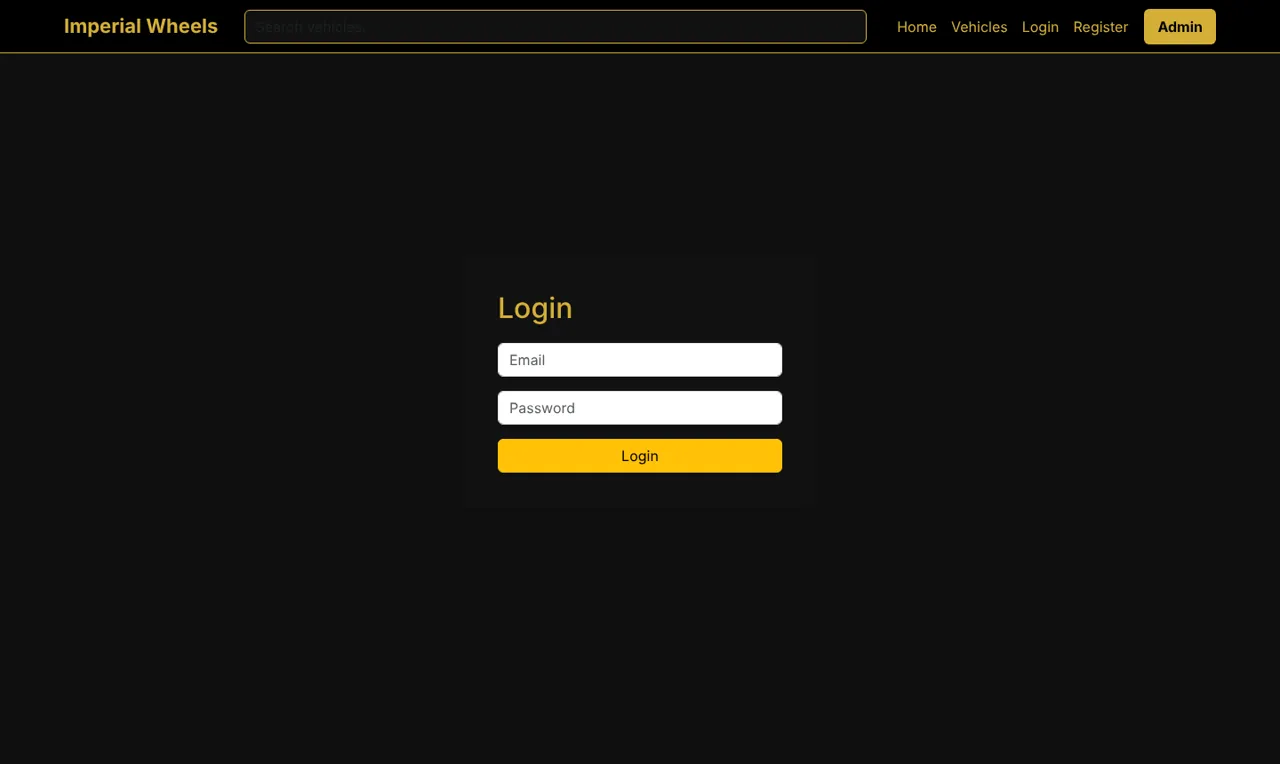 Imperial Wheels
Search vehicles.
Home Vehicles Login Register Admin
Login
Email
Password
Login